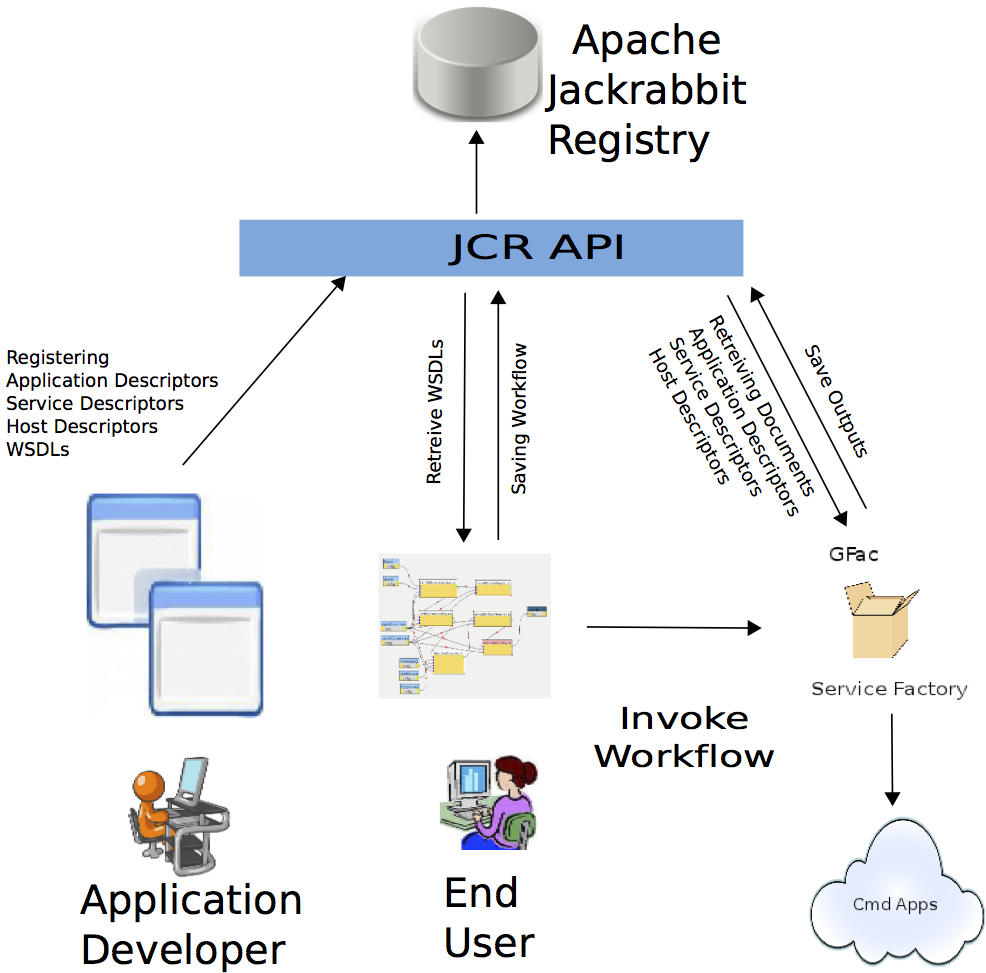 Apache
Jackrabbit
Registry
JCR API
Registering
Application Descriptors
Service Descriptors
Host Descriptors
WSDLs
Retreive WSDLs
Saving Workflow
Retreiving Documents
Application Descriptors
Service Descriptors
Host Descriptors
Save Outputs
GFac
Service Factory
Invoke
Workflow
Cmd Apps
Application
Developer
End
User